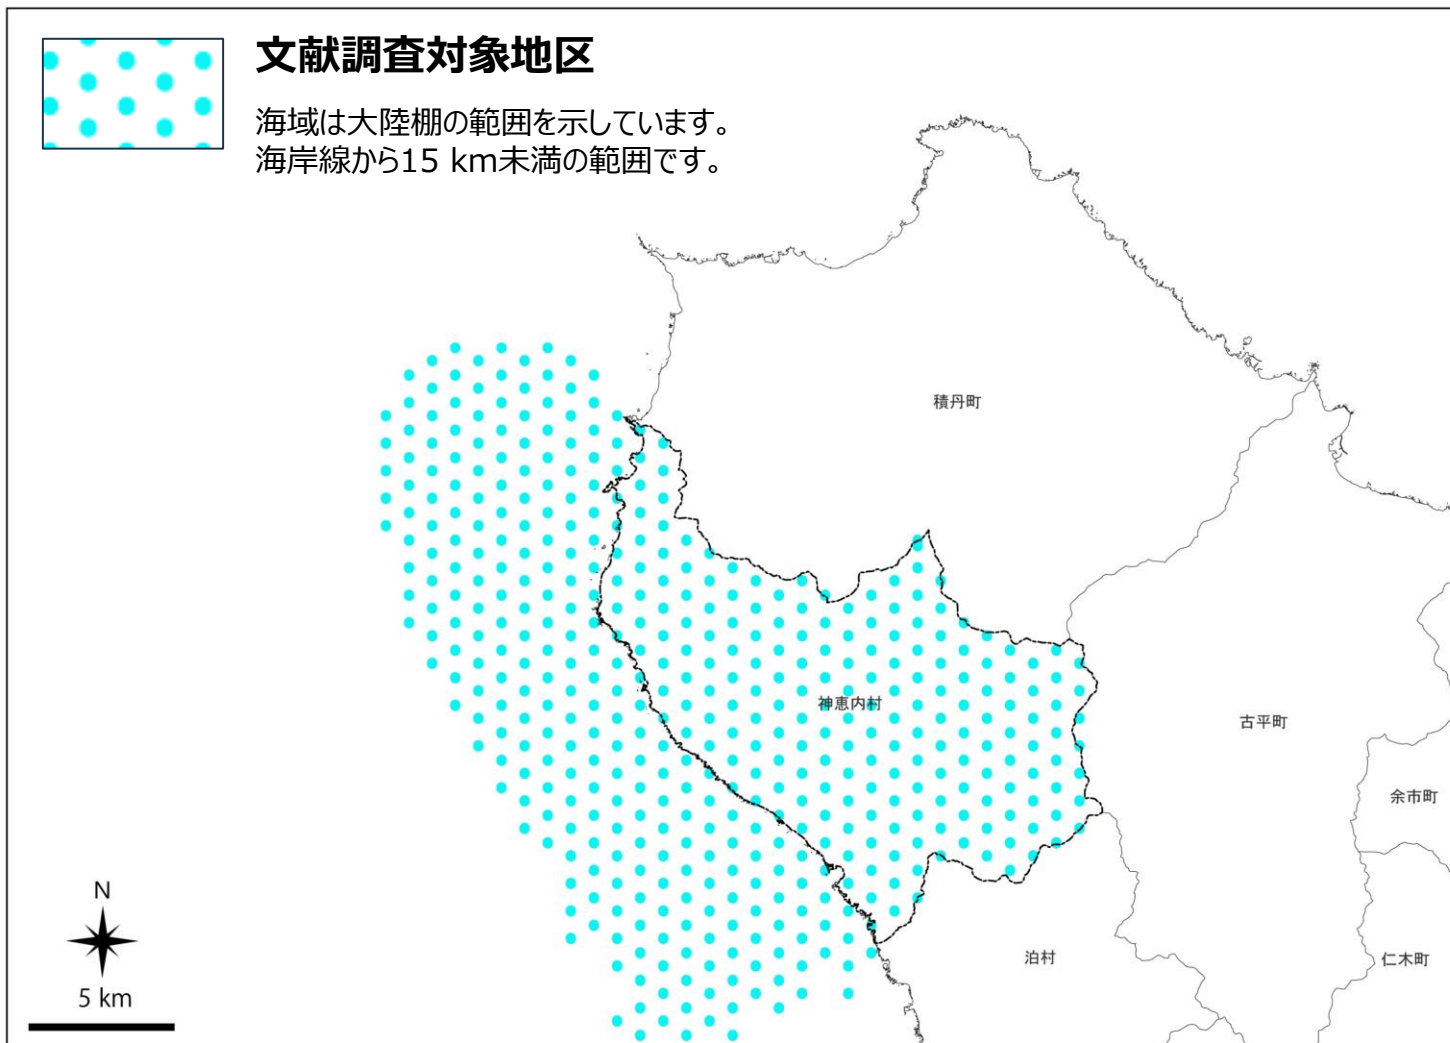 文献調査対象地区
海域は大陸棚の範囲を示しています。
海岸線から15 km未満の範囲です。
積丹町
神恵内村
古平町
余市町
泊村
仁木町
N
5 km